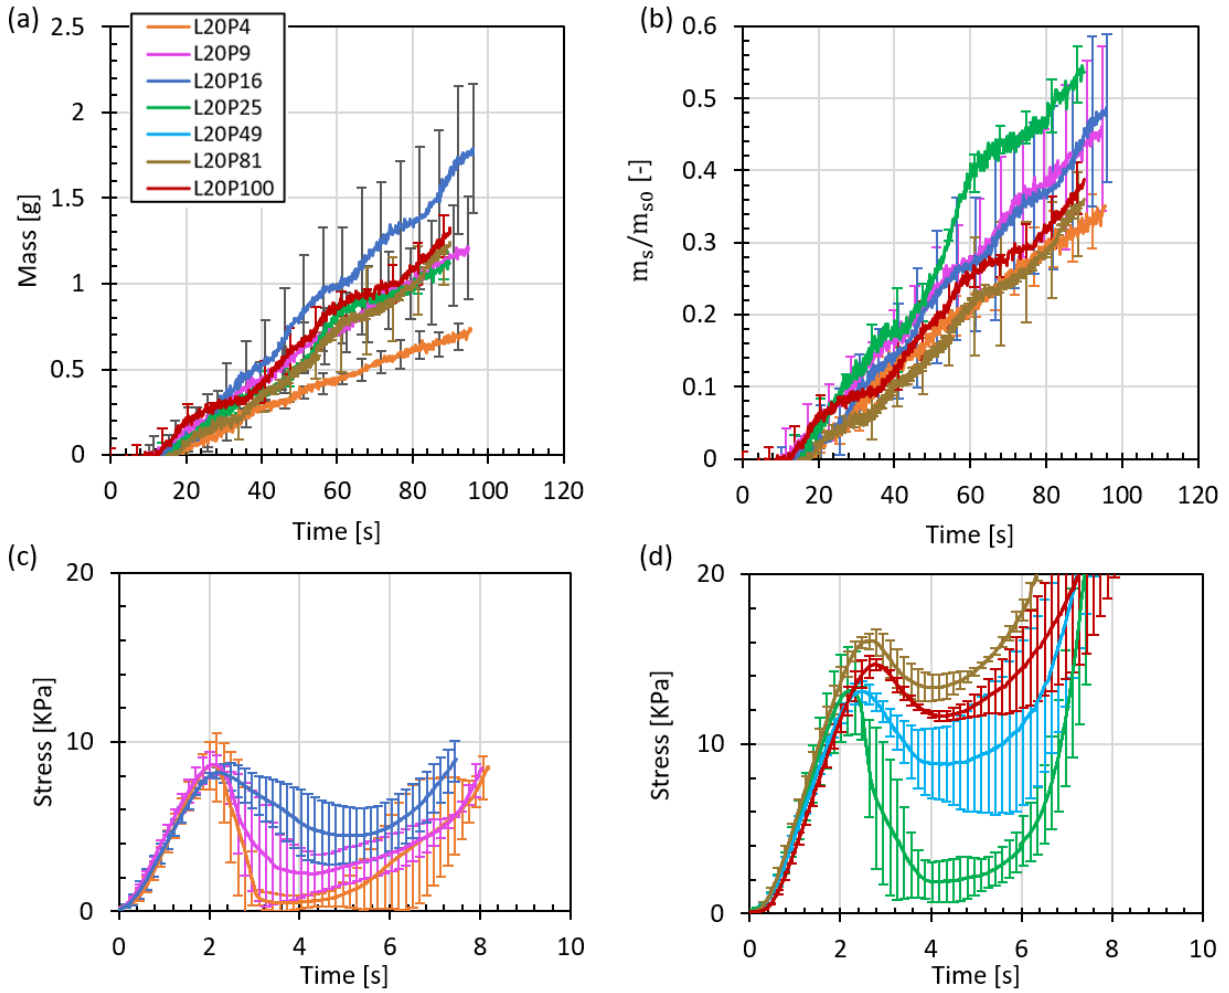 (a)
2.5
2
1.5
1
0.5
0
Mass [g]
L20P4
L20P9
L20P16
L20P25
L20P49
L20P81
L20P100
0 20 40 60 80 100 120
Time [s]
(b)
0.6
0.5
0.4
0.3
0.2
0.1
0
ms/ms0 [-]
0 20 40 60 80 100 120
Time [s]
(c)
20
10
0
Stress [KPa]
0 2 4 6 8 10
Time [s]
(d)
20
10
0
Stress [KPa]
0 2 4 6 8 10
Time [s]